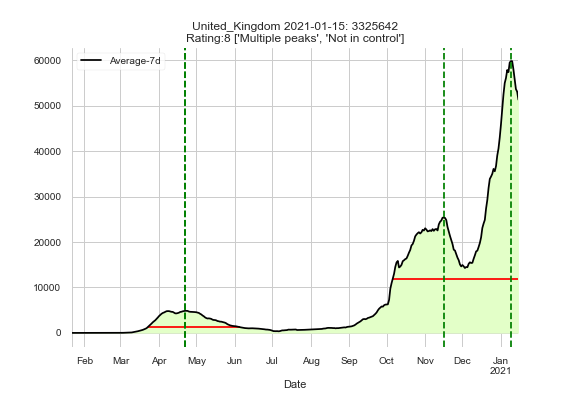 United_Kingdom 2021-01-15: 3325642
Rating:8 ['Multiple peaks', 'Not in control']
Average-7d
60000
50000
40000
30000
20000
10000
0
Feb Mar Apr May Jun Jul Aug Sep Oct Nov Dec Jan
2021
Date